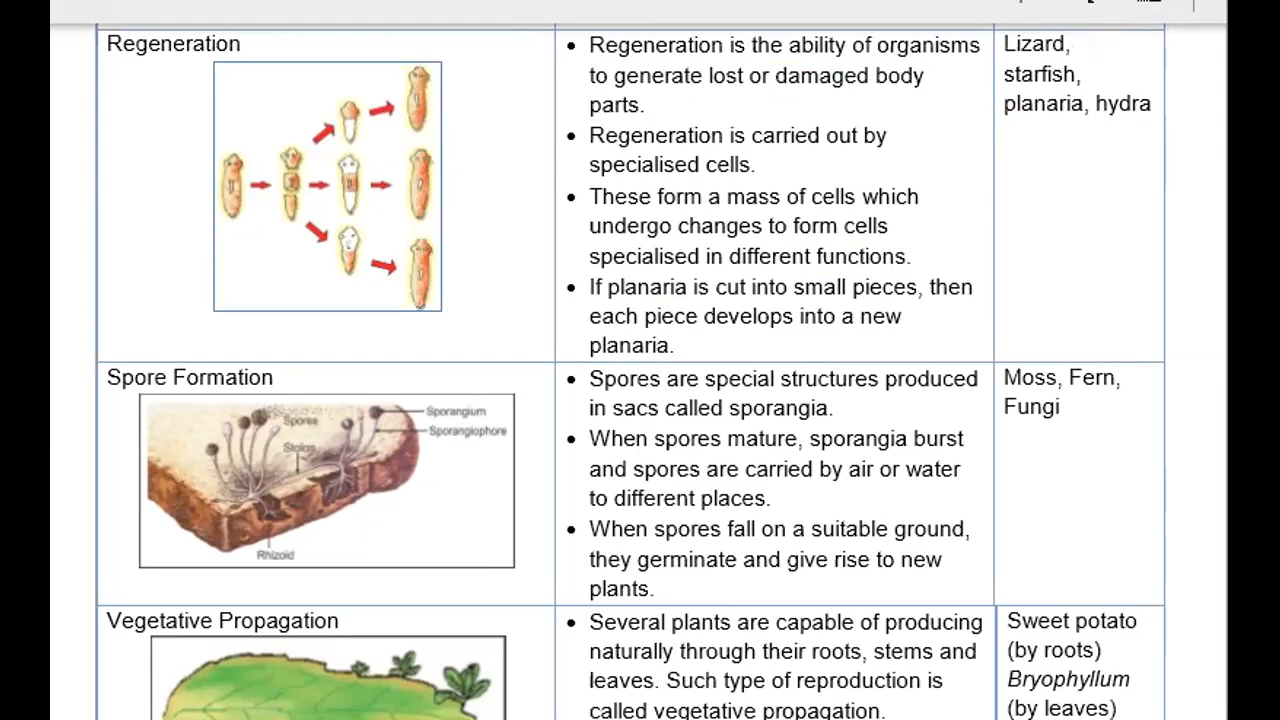 Regeneration
• Regeneration is the ability of organisms
to generate lost or damaged body
parts.
• Regeneration is carried out by
specialised cells.
• These form a mass of cells which
undergo changes to form cells
specialised in different functions.
• If planaria is cut into small pieces, then
each piece develops into a new
planaria.
Lizard,
starfish,
planaria, hydra
Spore Formation
Spores
Sporangium
Sporangiophore
Stolon
Rhizoid
• Spores are special structures produced
in sacs called sporangia.
• When spores mature, sporangia burst
and spores are carried by air or water
to different places.
• When spores fall on a suitable ground,
they germinate and give rise to new
plants.
Moss, Fern,
Fungi
Vegetative Propagation
• Several plants are capable of producing
naturally through their roots, stems and
leaves. Such type of reproduction is
called vegetative propagation.
Sweet potato
(by roots)
Bryophyllum
(by leaves)